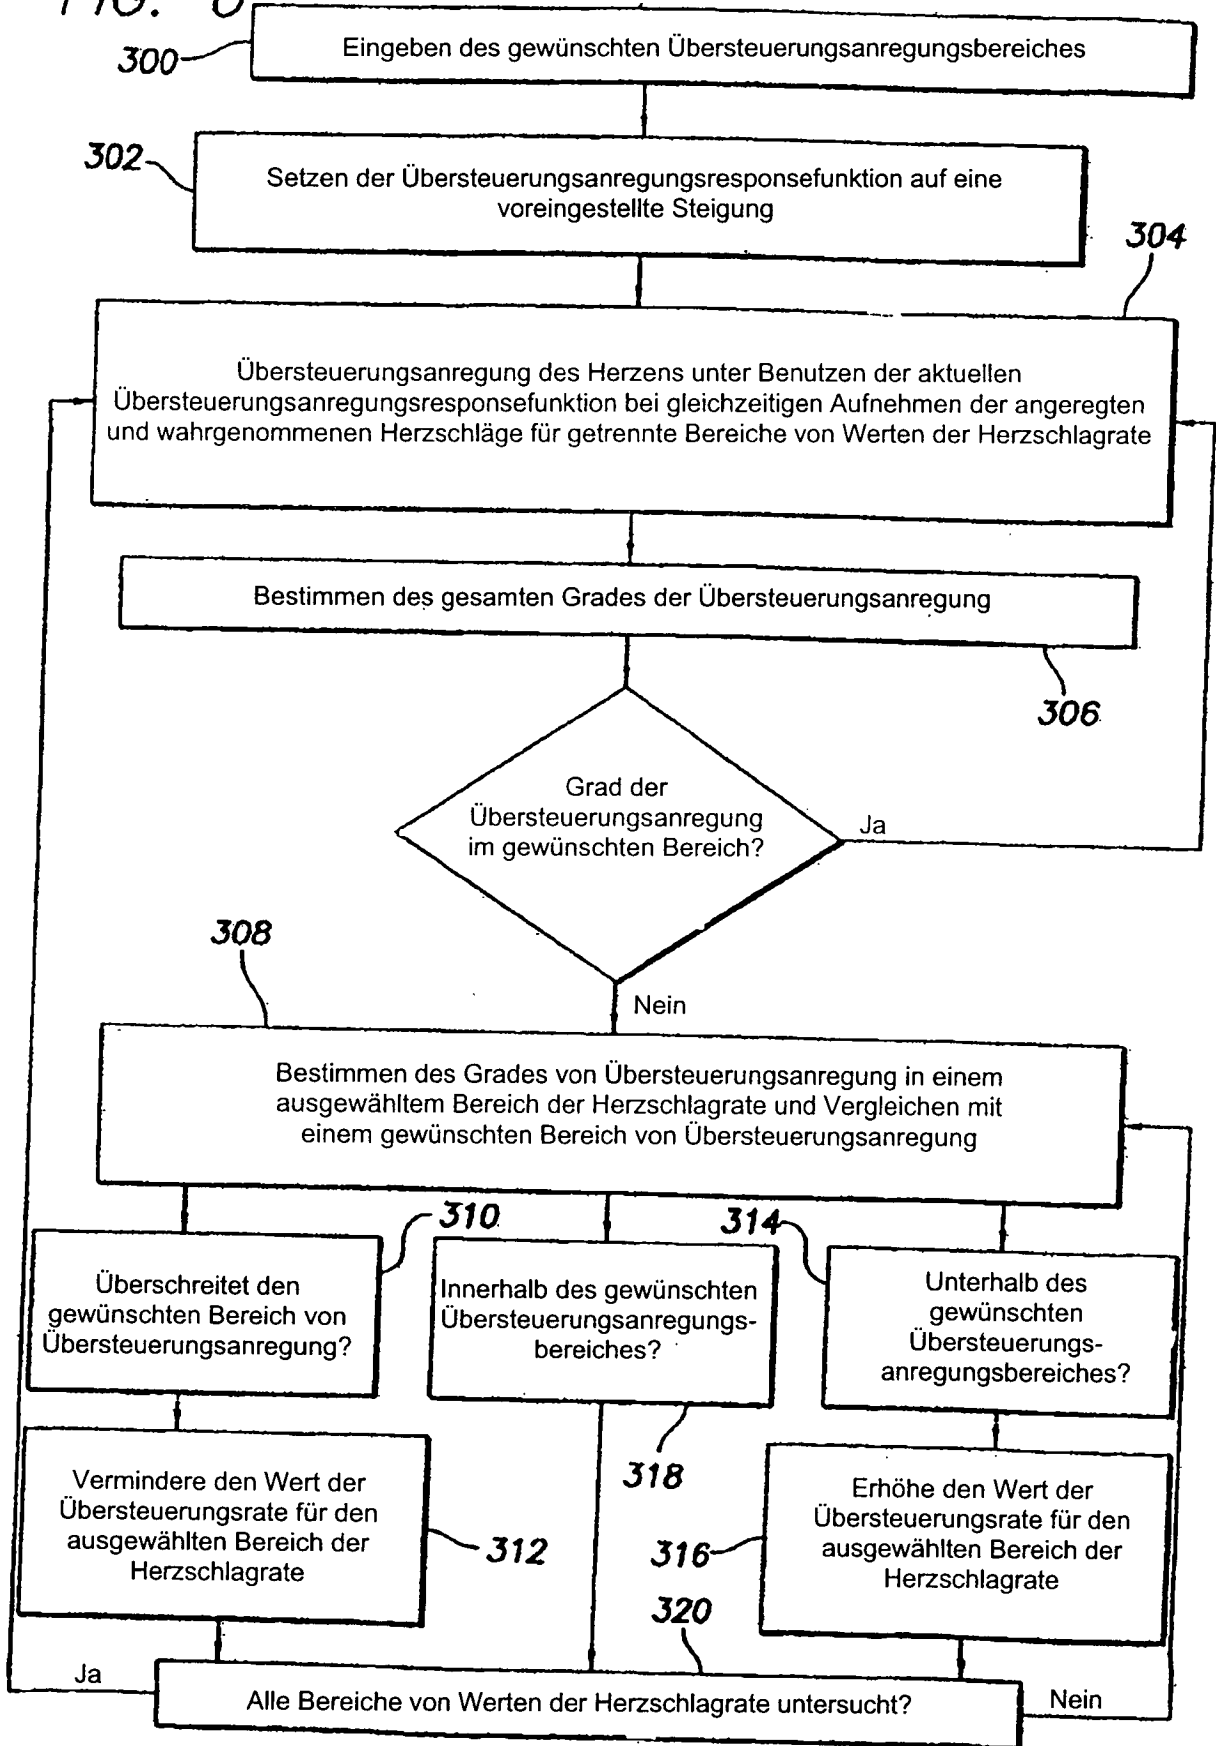 FIG.
300
Eingeben des gewünschten Übersteuerungsanregungsbereiches
302
Setzen der Übersteuerungsanregungsresponsefunktion auf eine
voreingestellte Steigung
304
Übersteuerungsanregung des Herzens unter Benutzen der aktuellen
Übersteuerungsanregungsresponsefunktion bei gleichzeitigen Aufnehmen der angeregten
und wahrgenommenen Herzschläge für getrennte Bereiche von Werten der Herzschlagrate
Bestimmen des gesamten Grades der Übersteuerungsanregung
306
Grad der
Übersteuerungsanregung
im gewünschten Bereich?
Ja
Nein
308
Bestimmen des Grades von Übersteuerungsanregung in einem
ausgewähltem Bereich der Herzschlagrate und Vergleichen mit
einem gewünschten Bereich von Übersteuerungsanregung
310
Überschreitet den
gewünschten Bereich von
Übersteuerungsanregung?
Innerhalb des gewünschten
Übersteuerungsanregungs-
bereiches?
318
314
Unterhalb des
gewünschten
Übersteuerungs-
anregungsbereiches?
Vermindere den Wert der
Übersteuerungsrate für den
ausgewählten Bereich der
Herzschlagrate
312
316
Erhöhe den Wert der
Übersteuerungsrate für den
ausgewählten Bereich der
Herzschlagrate
320
Ja
Alle Bereiche von Werten der Herzschlagrate untersucht?
Nein